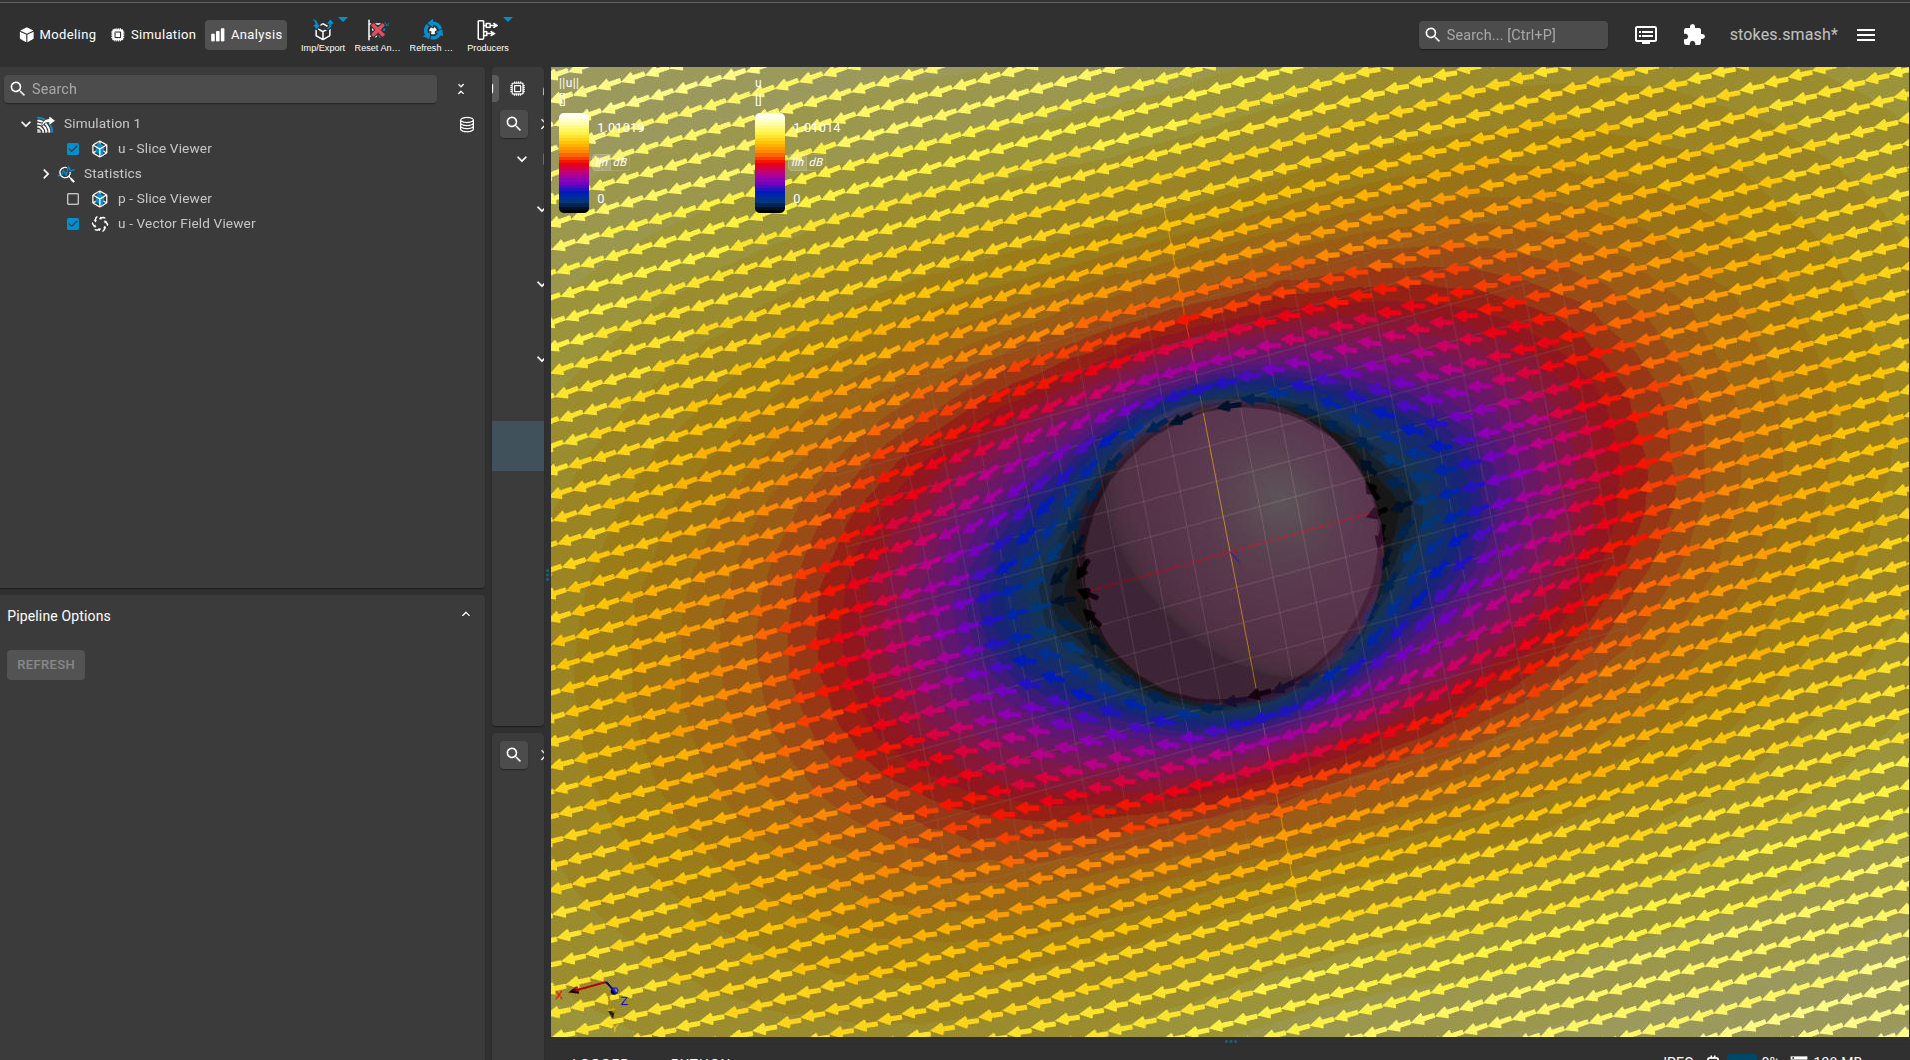 Modeling Simulation Analysis
Imp/Export Reset An... Refresh ... Producers
Search... [Ctrl+P]
stokes.smash*
Search
Simulation 1
u - Slice Viewer
Statistics
p - Slice Viewer
u - Vector Field Viewer
Pipeline Options
REFRESH
||u||
[]
1.01019
lin dB
0
u
[]
1.01014
lin dB
0
X
Z